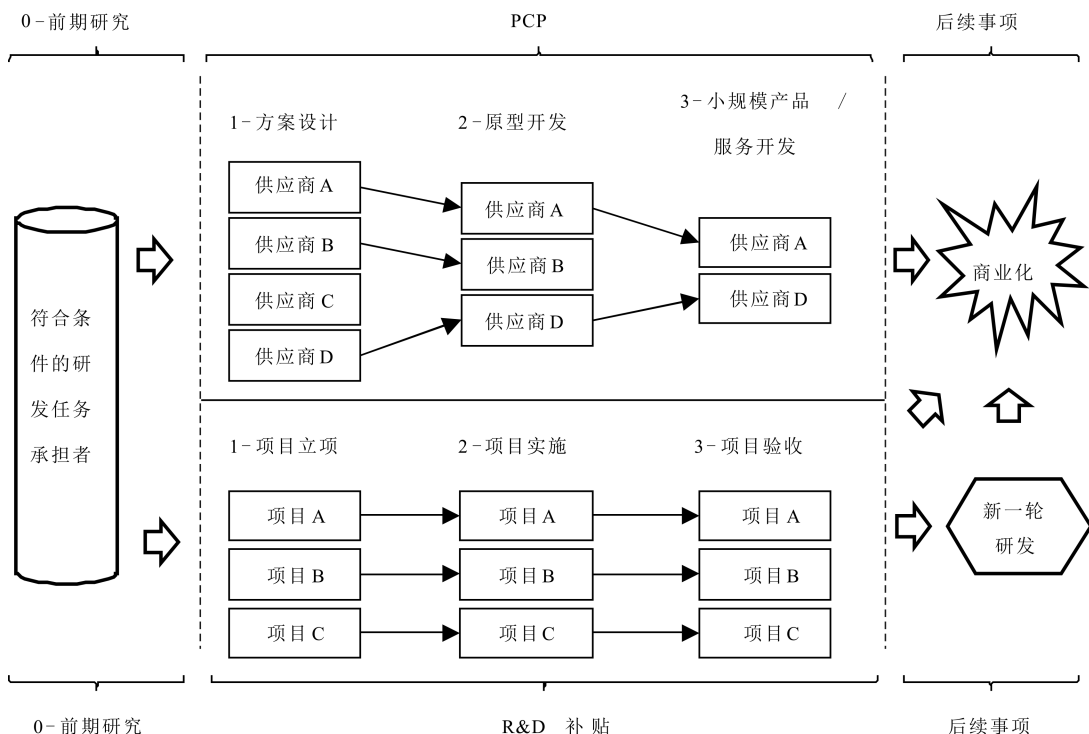 0-前期研究
PCP
后续事项
1-方案设计
2-原型开发
3-小规模产品 /
服务开发
供应商A
供应商B
供应商C
供应商D
供应商A
供应商B
供应商D
供应商A
供应商D
符合条
件的研
发任务
承担者
商业化
1-项目立项
2-项目实施
3-项目验收
项目A
项目A
项目A
项目B
项目B
项目B
项目C
项目C
项目C
新一轮
研发
0-前期研究
R&D 补贴
后续事项